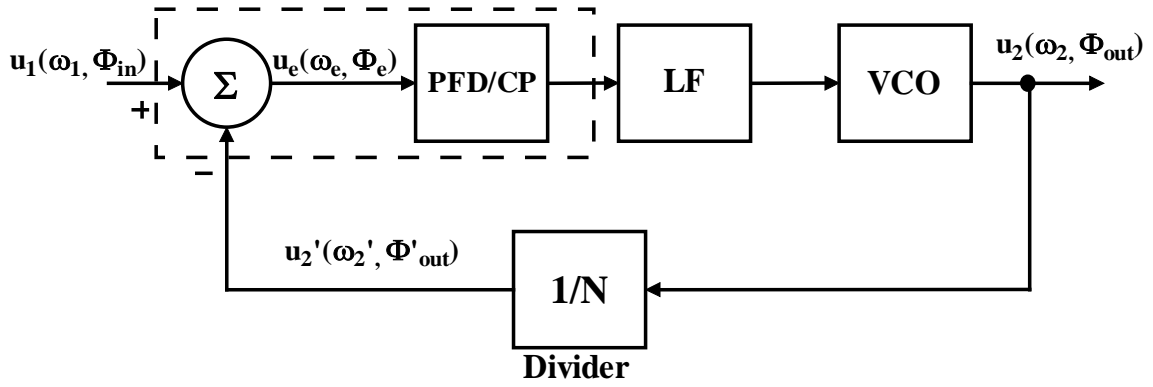 u₁(ω₁, Φᵢₙ)
+
Σ
−
uₑ(ωₑ, Φₑ)
PFD/CP
LF
VCO
u₂(ω₂, Φₒᵤₜ)
u₂'(ω₂', Φ'ₒᵤₜ)
1/N
Divider